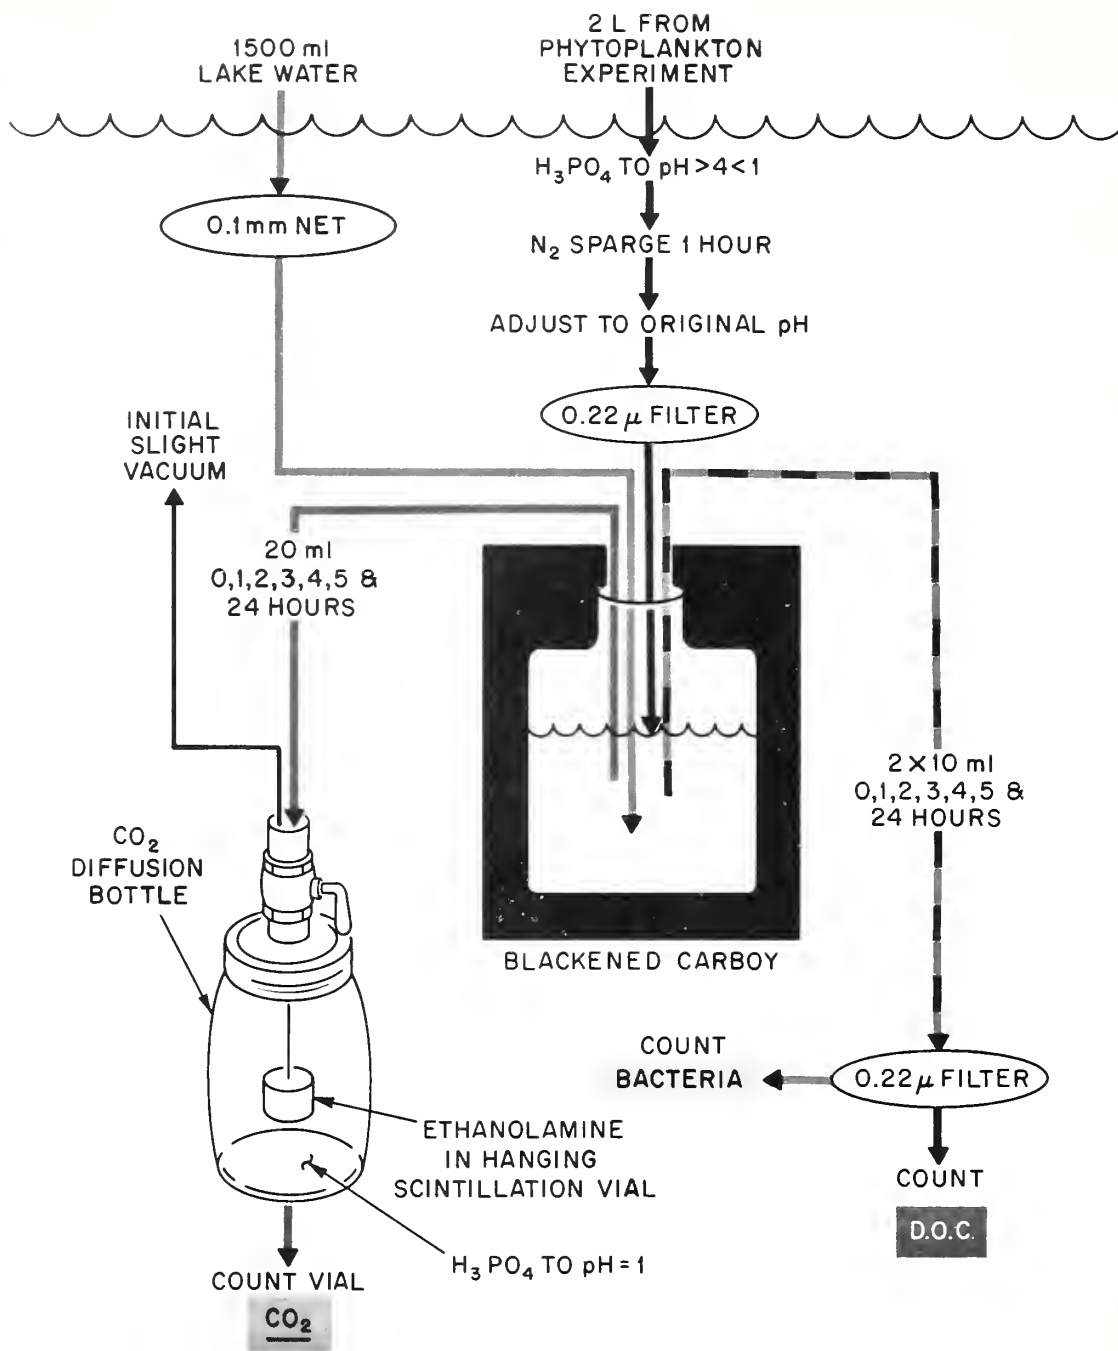 1500 ml
LAKE WATER
2 L FROM
PHYTOPLANKTON
EXPERIMENT
H₃PO₄ TO pH>4<1
0.1mm NET
N₂ SPARGE 1 HOUR
ADJUST TO ORIGINAL pH
0.22 μ FILTER
INITIAL
SLIGHT
VACUUM
20 ml
0,1,2,3,4,5 &
24 HOURS
2 X 10 ml
0,1,2,3,4,5 &
24 HOURS
CO₂
DIFFUSION
BOTTLE
BLACKENED CARBOY
COUNT
BACTERIA
0.22 μ FILTER
ETHANOLAMINE
IN HANGING
SCINTILLATION VIAL
COUNT
D.O.C.
H₃PO₄ TO pH = 1
COUNT VIAL
CO₂